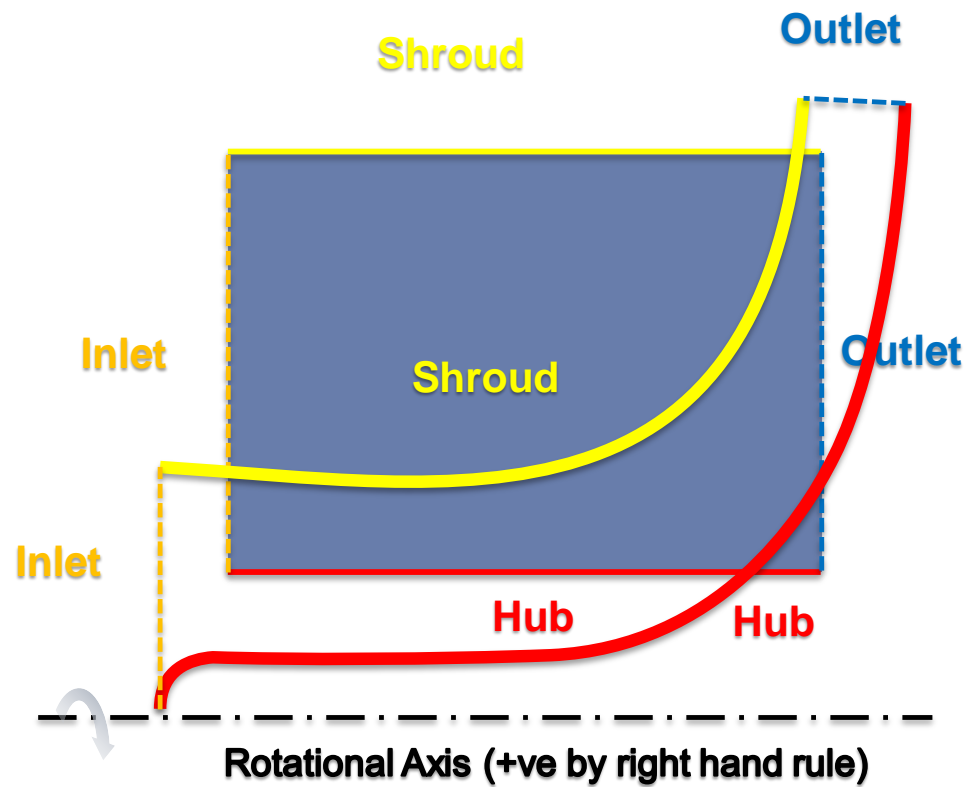 Outlet
Shroud
Inlet
Outlet
Shroud
Inlet
Hub
Hub
Rotational Axis (+ve by right hand rule)